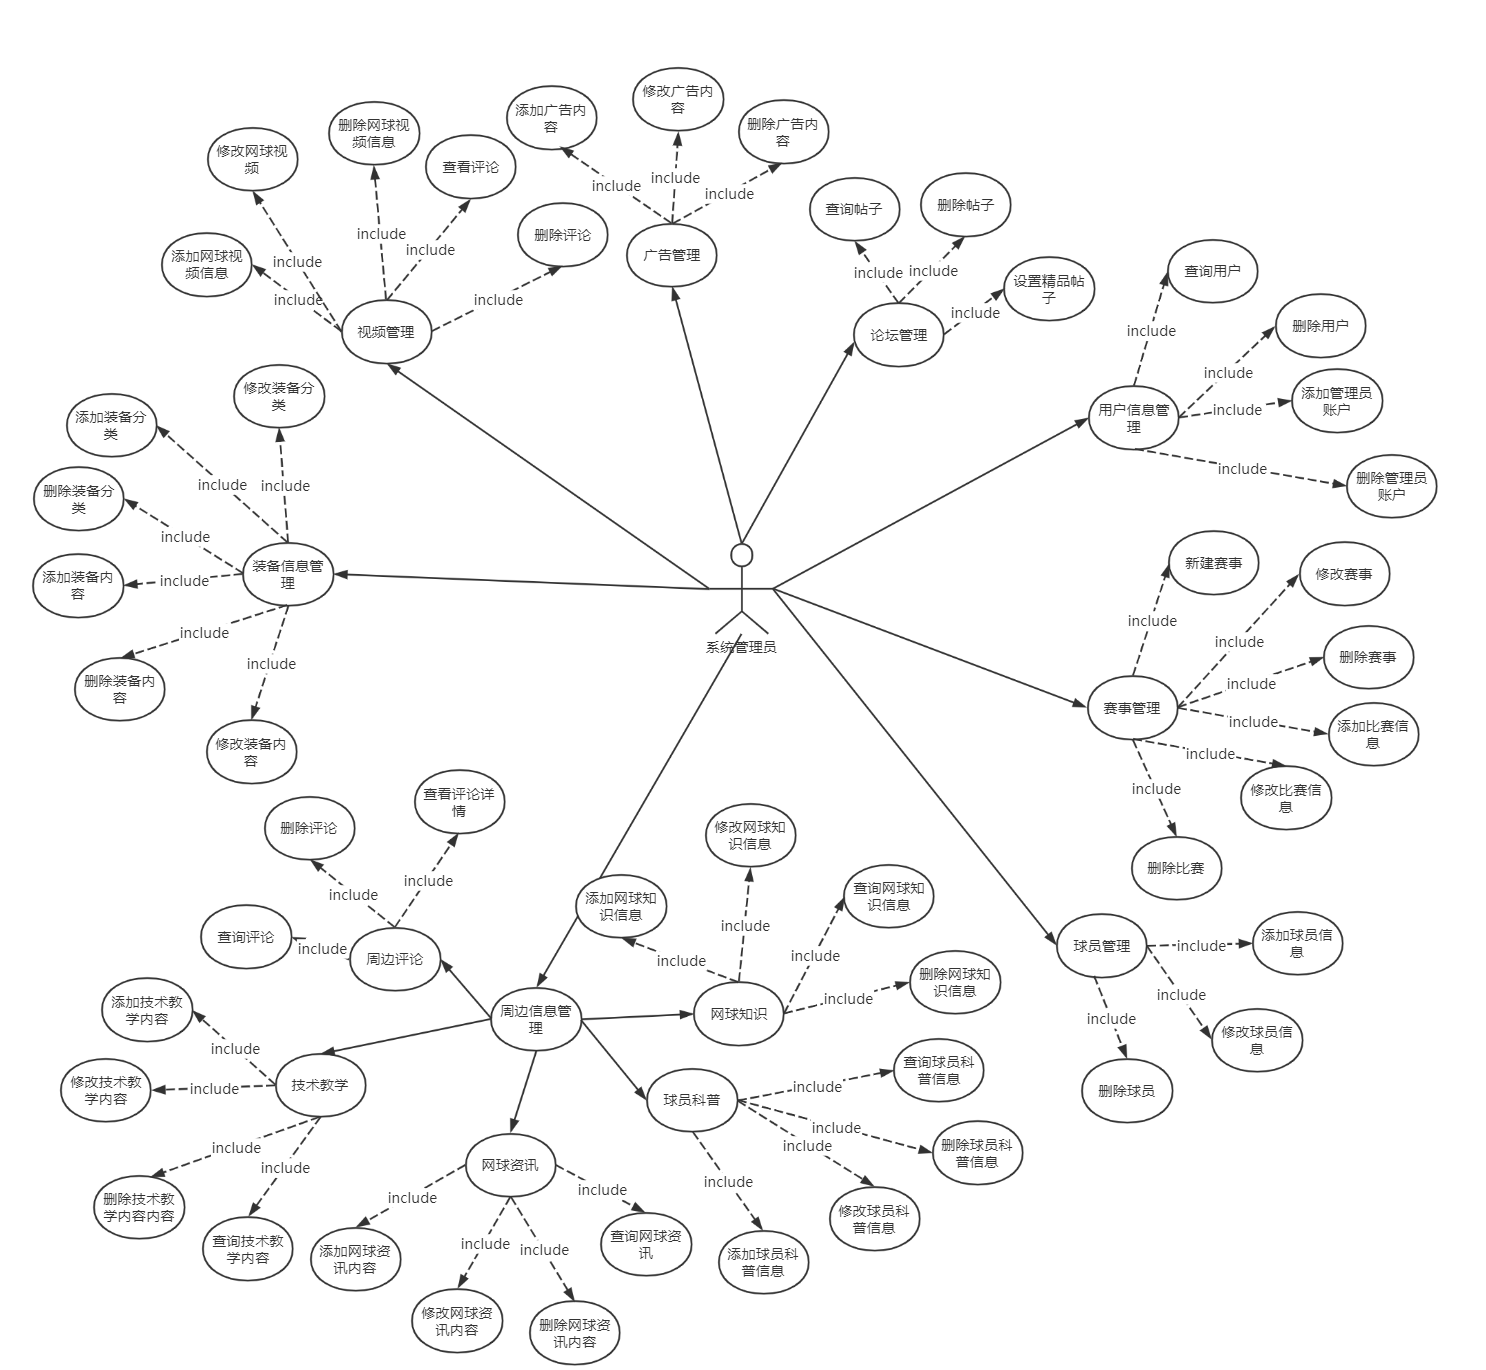 修改广告内
容
添加广告内
容
删除广告内
容
删除网球视
频信息
修改网球视
频
查看评论
include
include
include
查询帖子
删除帖子
删除评论
添加网球视
频信息
include
include
include
include
include
广告管理
include
include
include
设置精品帖
子
视频管理
论坛管理
查询用户
删除用户
添加管理员
账户
删除管理员
账户
include
include
include
include
用户信息管
理
修改装备分
类
添加装备分
类
删除装备分
类
添加装备内
容
删除装备内
容
修改装备内
容
include
include
include
include
include
include
装备信息管
理
系统管理员
新建赛事
修改赛事
删除赛事
添加比赛信
息
修改比赛信
息
删除比赛
include
include
include
include
include
include
赛事管理
查看评论详
情
删除评论
查询评论
include
include
include
周边评论
修改网球知
识信息
添加网球知
识信息
查询网球知
识信息
删除网球知
识信息
include
include
include
include
网球知识
球员管理
include
include
include
添加球员信
息
修改球员信
息
删除球员
周边信息管
理
添加技术教
学内容
修改技术教
学内容
删除技术教
学内容内容
查询技术教
学内容
include
include
include
include
技术教学
球员科普
include
include
include
include
查询球员科
普信息
删除球员科
普信息
修改球员科
普信息
添加球员科
普信息
网球资讯
include
include
include
include
添加网球资
讯内容
修改网球资
讯内容
删除网球资
讯内容
查询网球资
讯